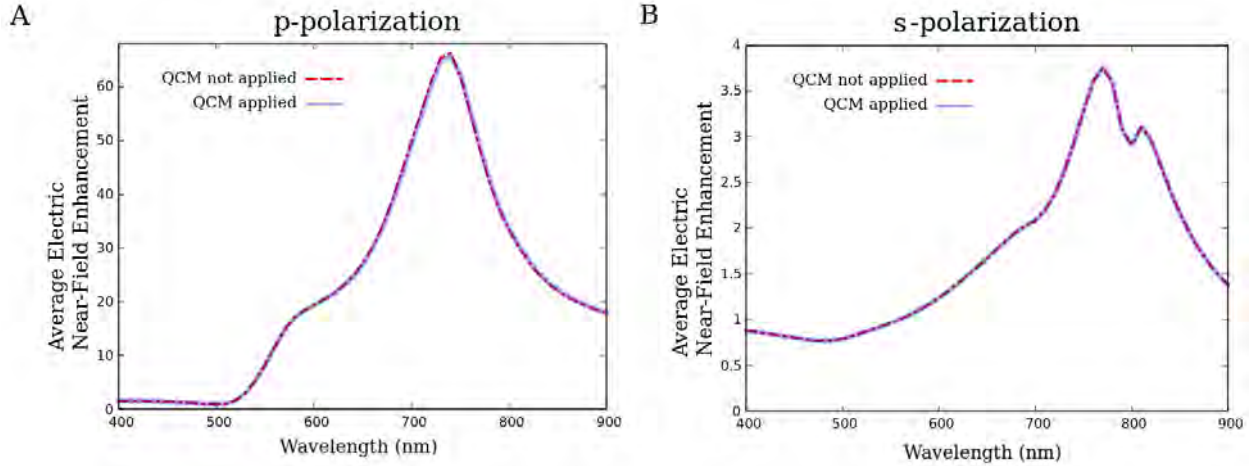 A
p-polarization
QCM not applied
QCM applied
Average Electric
Near-Field Enhancement
60
50
40
30
20
10
0
400 500 600 700 800 900
Wavelength (nm)
B
s-polarization
QCM not applied
QCM applied
Average Electric
Near-Field Enhancement
4
3.5
3
2.5
2
1.5
1
0.5
0
400 500 600 700 800 900
Wavelength (nm)